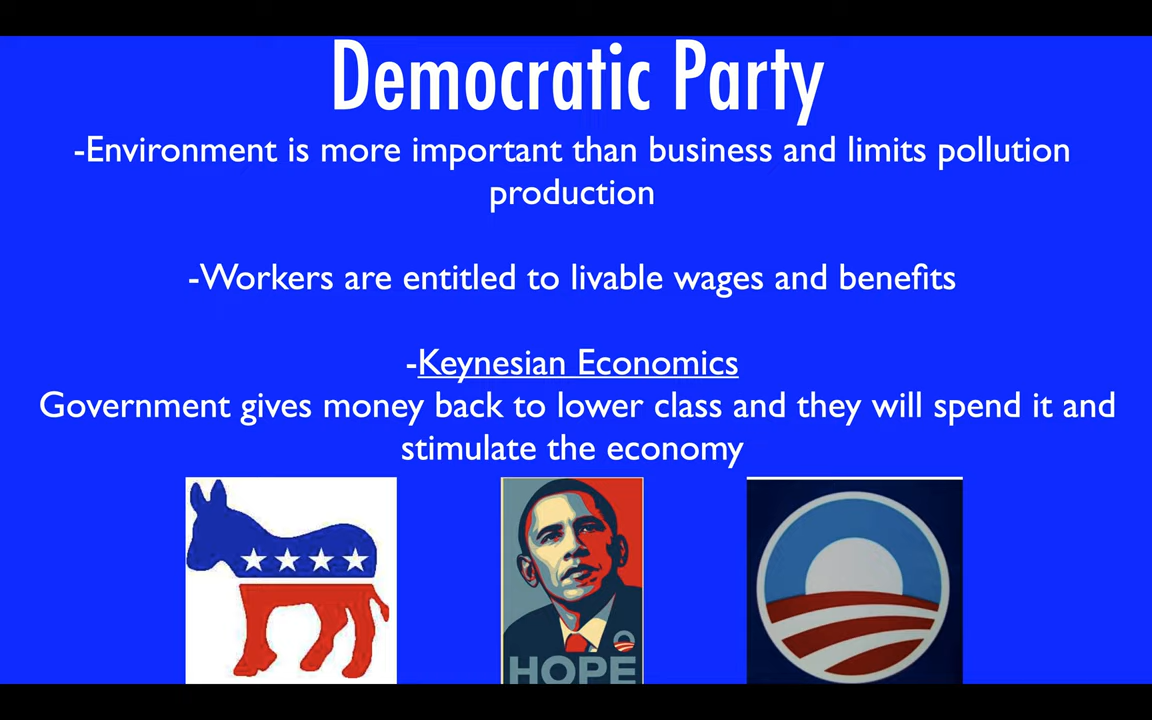 Democratic Party
-Environment is more important than business and limits pollution
production
-Workers are entitled to livable wages and benefits
-Keynesian Economics
Government gives money back to lower class and they will spend it and
stimulate the economy
HOPE